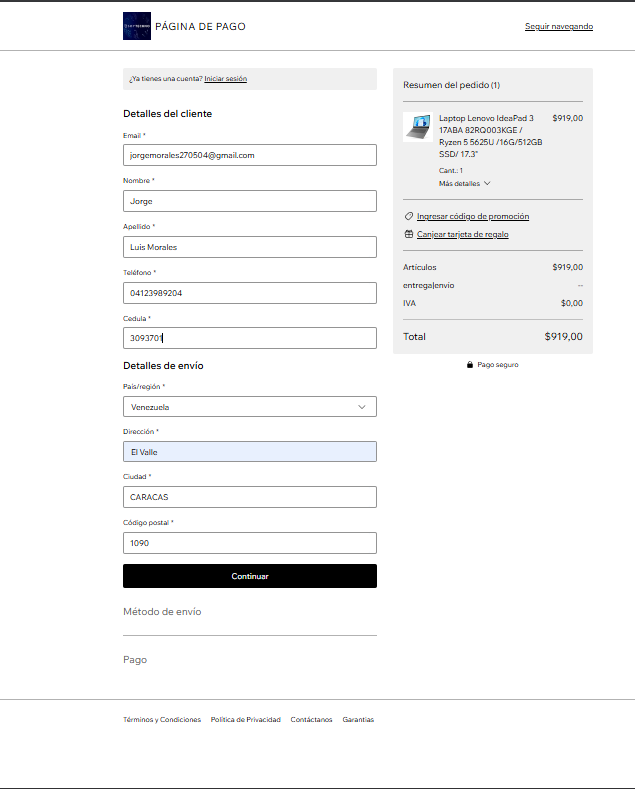 PÁGINA DE PAGO
Seguir navegando
¿Ya tienes una cuenta? Iniciar sesión
Detalles del cliente
Email *
jorgemorales270504@gmail.com
Nombre *
Jorge
Apellido *
Luis Morales
Teléfono *
04123989204
Cedula *
3093701
Detalles de envío
País/región *
Venezuela
Dirección *
El Valle
Ciudad *
CARACAS
Código postal *
1090
Continuar
Método de envío
Pago
Resumen del pedido (1)
Laptop Lenovo IdeaPad 3 $919,00
17ABA 82RQ003KGE /
Ryzen 5 5625U /16G/512GB
SSD/ 17.3"
Cant.: 1
Más detalles
Ingresar código de promoción
Canjear tarjeta de regalo
Artículos $919,00
entrega|envío --
IVA $0,00
Total $919,00
Pago seguro
Términos y Condiciones Política de Privacidad Contáctanos Garantías